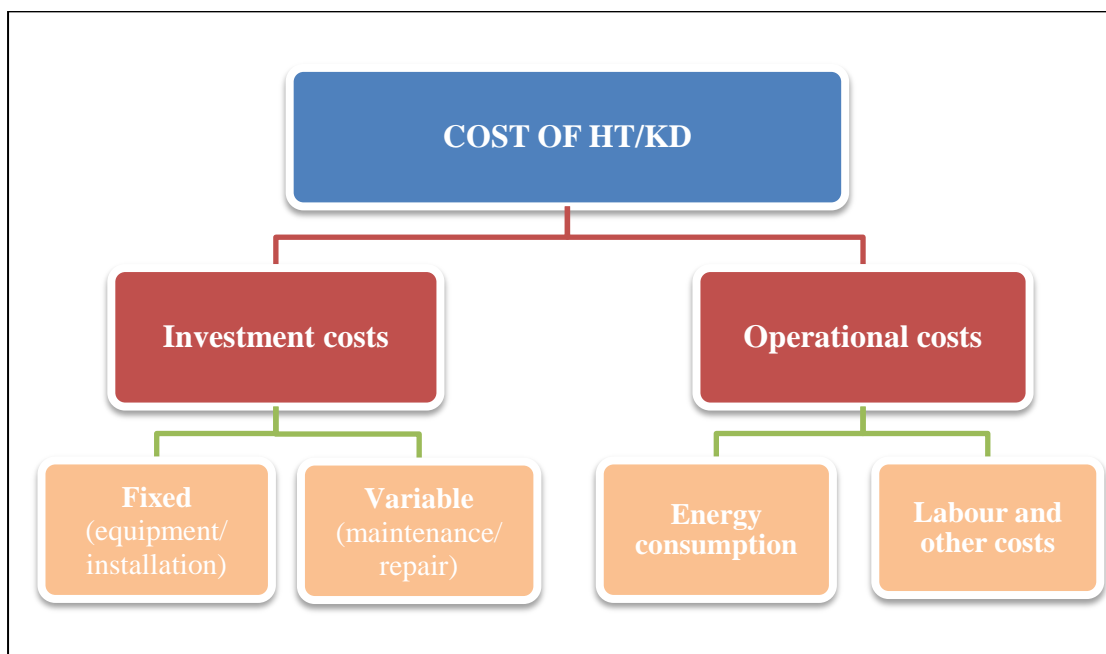 COST OF HT/KD
Investment costs
Operational costs
Fixed
(equipment/
installation)
Variable
(maintenance/
repair)
Energy
consumption
Labour and
other costs